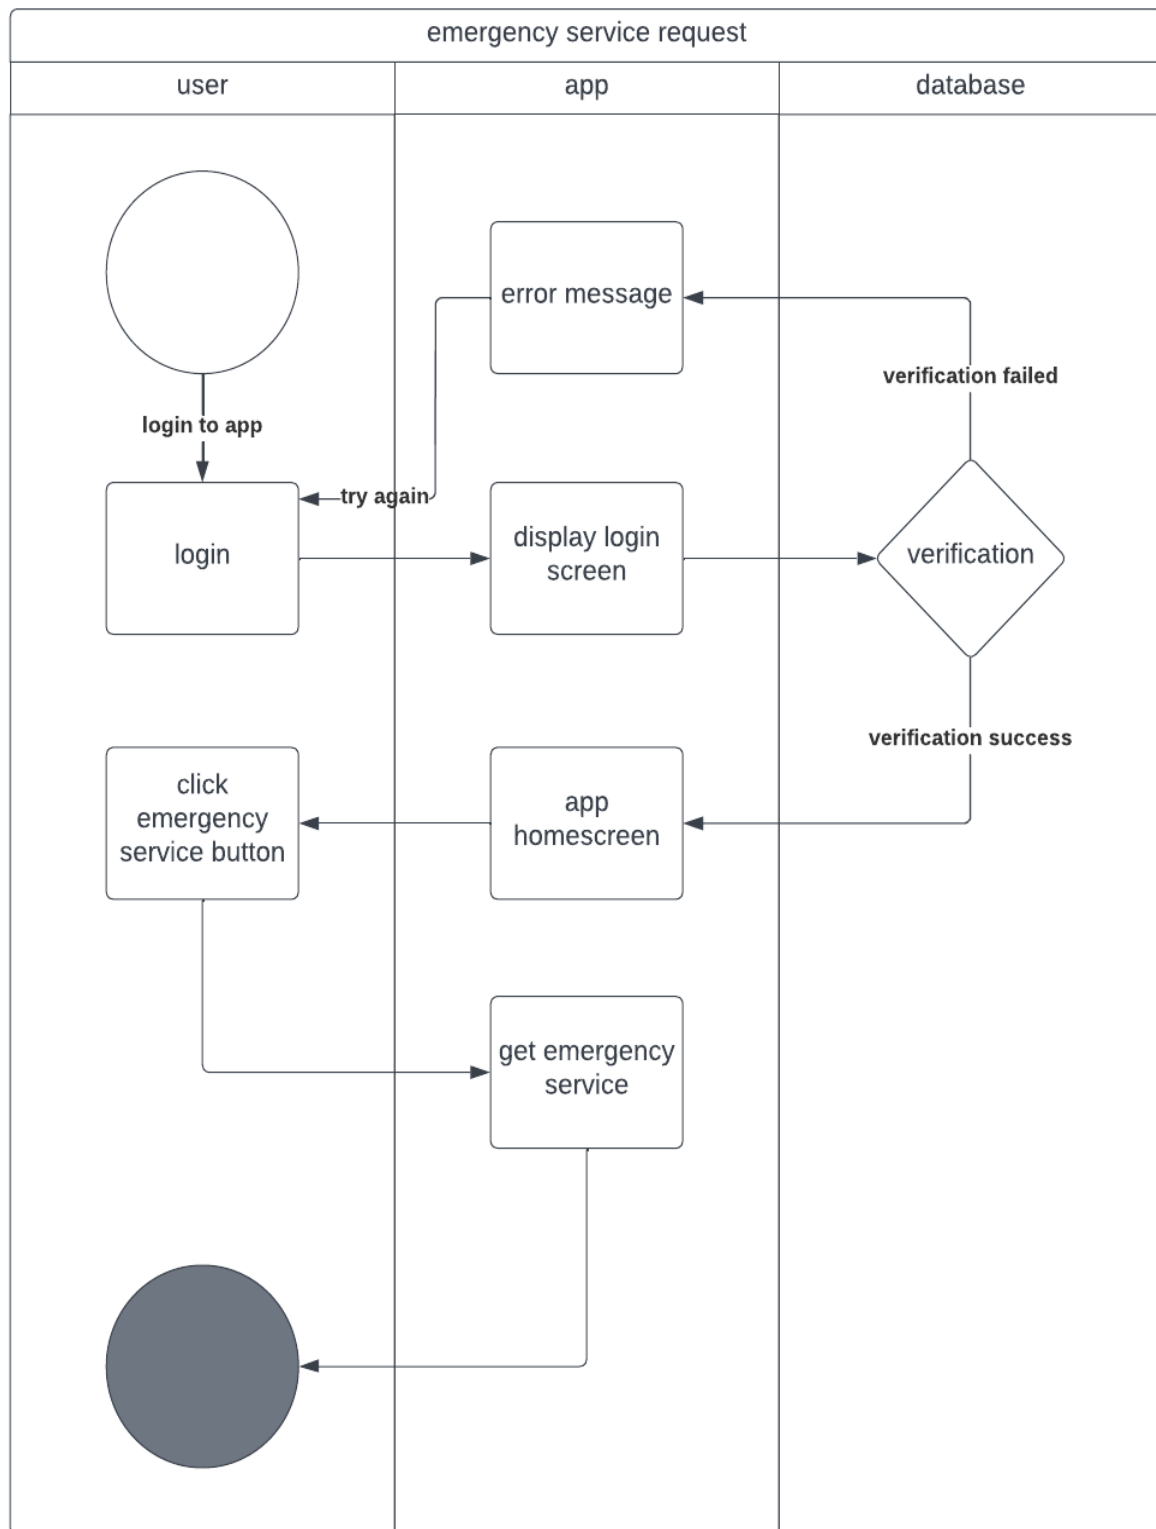 emergency service request
user
app
database
error message
verification failed
login to app
try again
login
display login
screen
verification
verification success
click
emergency
service button
app
homescreen
get emergency
service